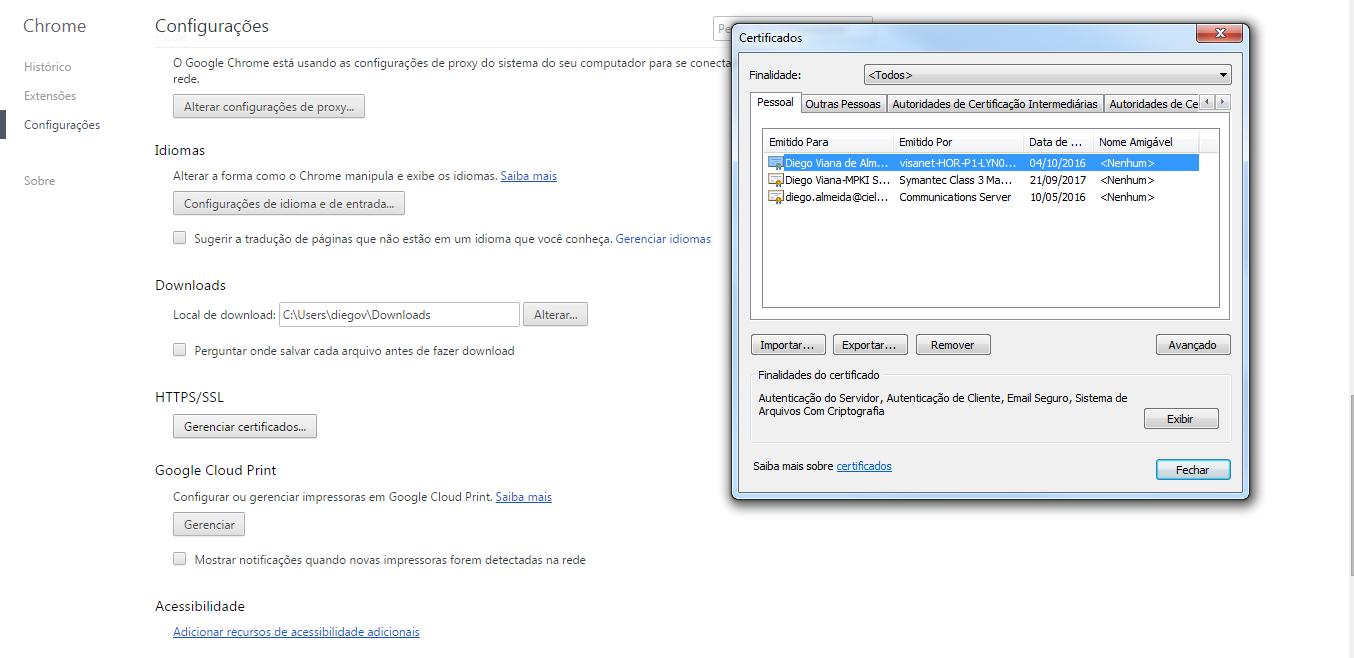 Chrome
Histórico
Extensões
Configurações
Sobre
Configurações
Pe
O Google Chrome está usando as configurações de proxy do sistema do seu computador para se conecta
rede.
Alterar configurações de proxy...
Idiomas
Alterar a forma como o Chrome manipula e exibe os idiomas. Saiba mais
Configurações de idioma e de entrada...
Sugerir a tradução de páginas que não estão em um idioma que você conheça. Gerenciar idiomas
Downloads
Local de download: C:\Users\diegov\Downloads Alterar...
Perguntar onde salvar cada arquivo antes de fazer download
HTTPS/SSL
Gerenciar certificados...
Google Cloud Print
Configurar ou gerenciar impressoras em Google Cloud Print. Saiba mais
Gerenciar
Mostrar notificações quando novas impressoras forem detectadas na rede
Acessibilidade
Adicionar recursos de acessibilidade adicionais
Certificados
Finalidade: <Todos>
Pessoal Outras Pessoas Autoridades de Certificação Intermediárias Autoridades de Ce
Emitido Para Emitido Por Data de ... Nome Amigável
Diego Viana de Alm... visanet-HOR-P1-LYN0... 04/10/2016 <Nenhum>
Diego Viana-MPKI S... Symantec Class 3 Ma... 21/09/2017 <Nenhum>
diego.almeida@ciel... Communications Server 10/05/2016 <Nenhum>
Importar... Exportar... Remover Avançado
Finalidades do certificado
Autenticação do Servidor, Autenticação de Cliente, Email Seguro, Sistema de
Arquivos Com Criptografia
Exibir
Saiba mais sobre certificados
Fechar